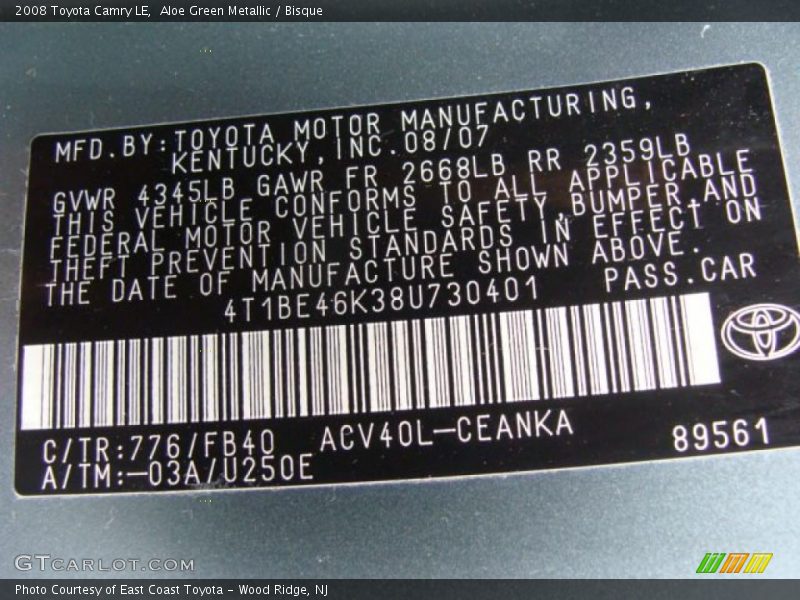 2008 Toyota Camry LE,  Aloe Green Metallic / Bisque
MFD.BY:TOYOTA MOTOR MANUFACTURING,
KENTUCKY,INC.08/07
GVWR 4345LB GAWR FR 2668LB RR 2359LB
THIS VEHICLE CONFORMS TO ALL APPLICABLE
FEDERAL MOTOR VEHICLE SAFETY,BUMPER,AND
THEFT PREVENTION STANDARDS IN EFFECT ON
THE DATE OF MANUFACTURE SHOWN ABOVE.
4T1BE46K38U730401 PASS.CAR
C/TR:776/FB40 ACV40L-CEANKA
A/TM:-03A/U250E 89561
GTCARLOT.COM
Photo Courtesy of East Coast Toyota - Wood Ridge, NJ